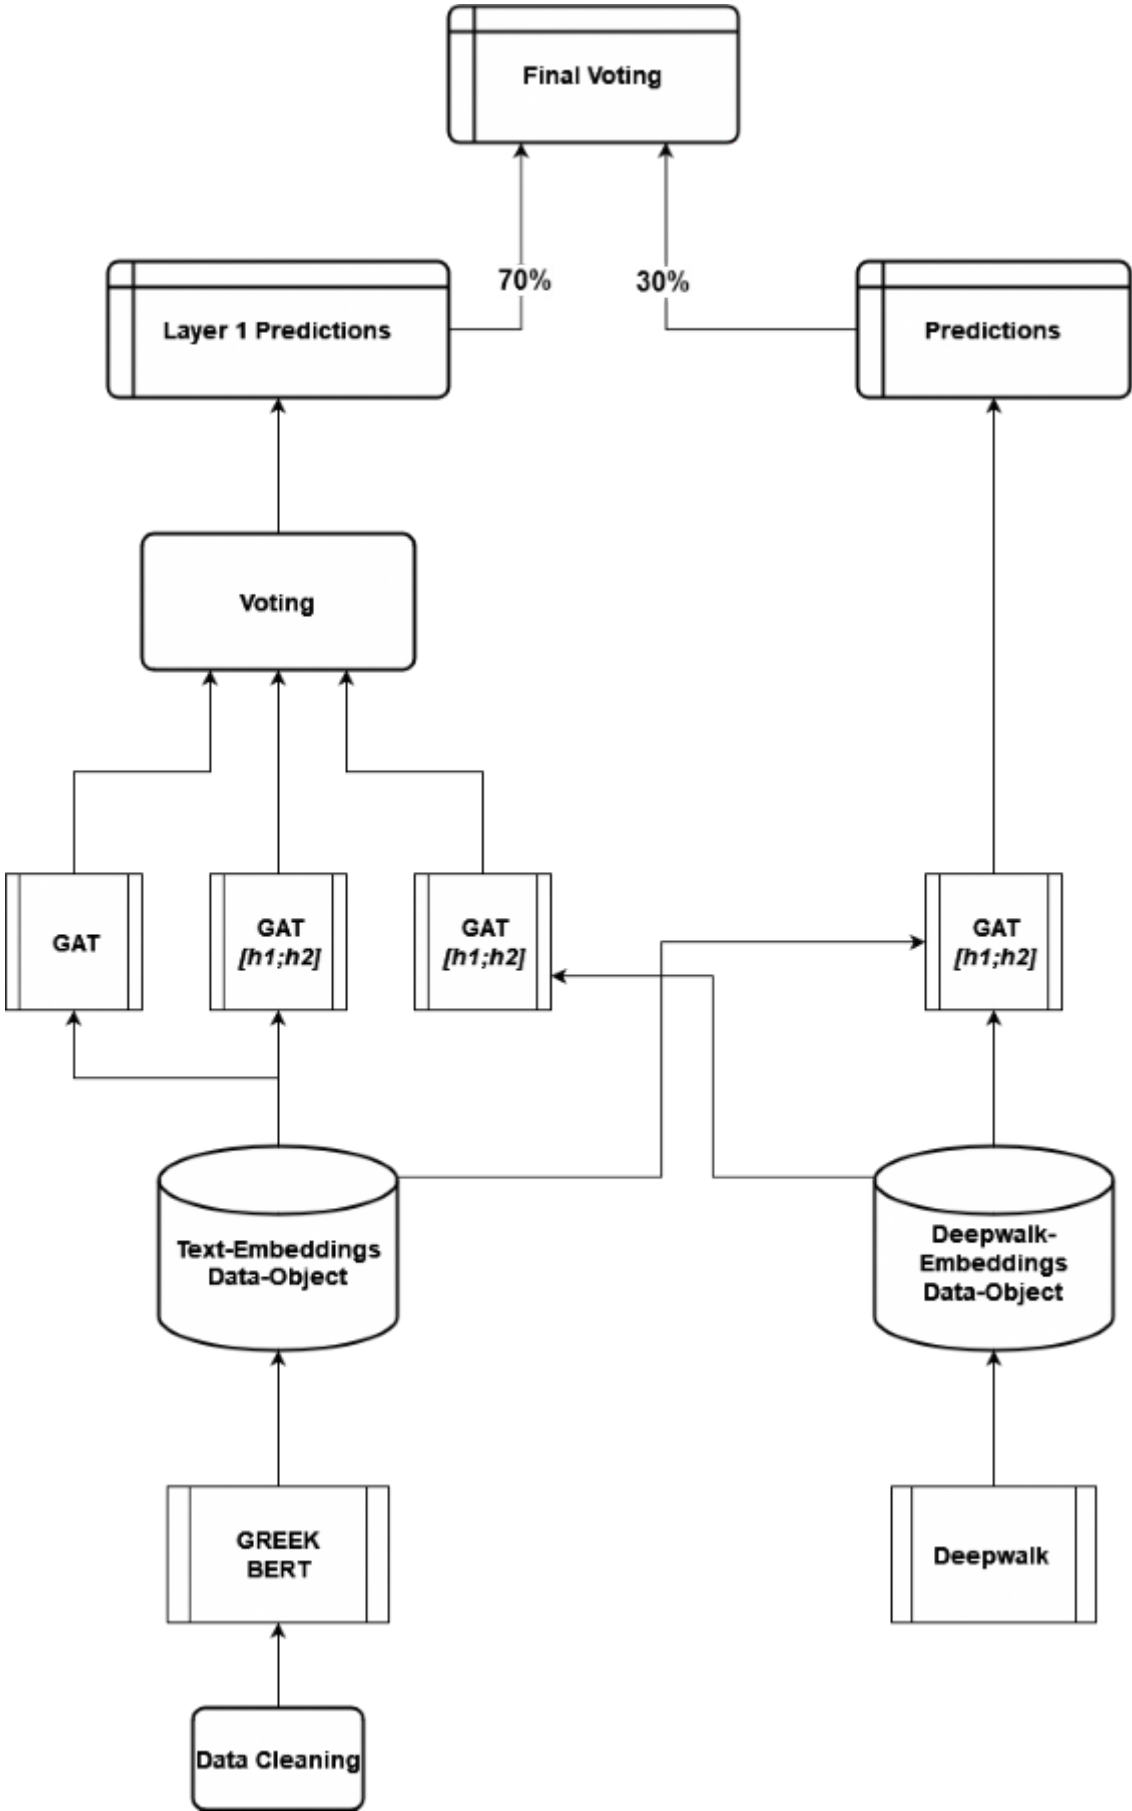 Final Voting
70%
30%
Layer 1 Predictions
Predictions
Voting
GAT
GAT
[h1;h2]
GAT
[h1;h2]
GAT
[h1;h2]
Text-Embeddings
Data-Object
Deepwalk-
Embeddings
Data-Object
GREEK
BERT
Deepwalk
Data Cleaning